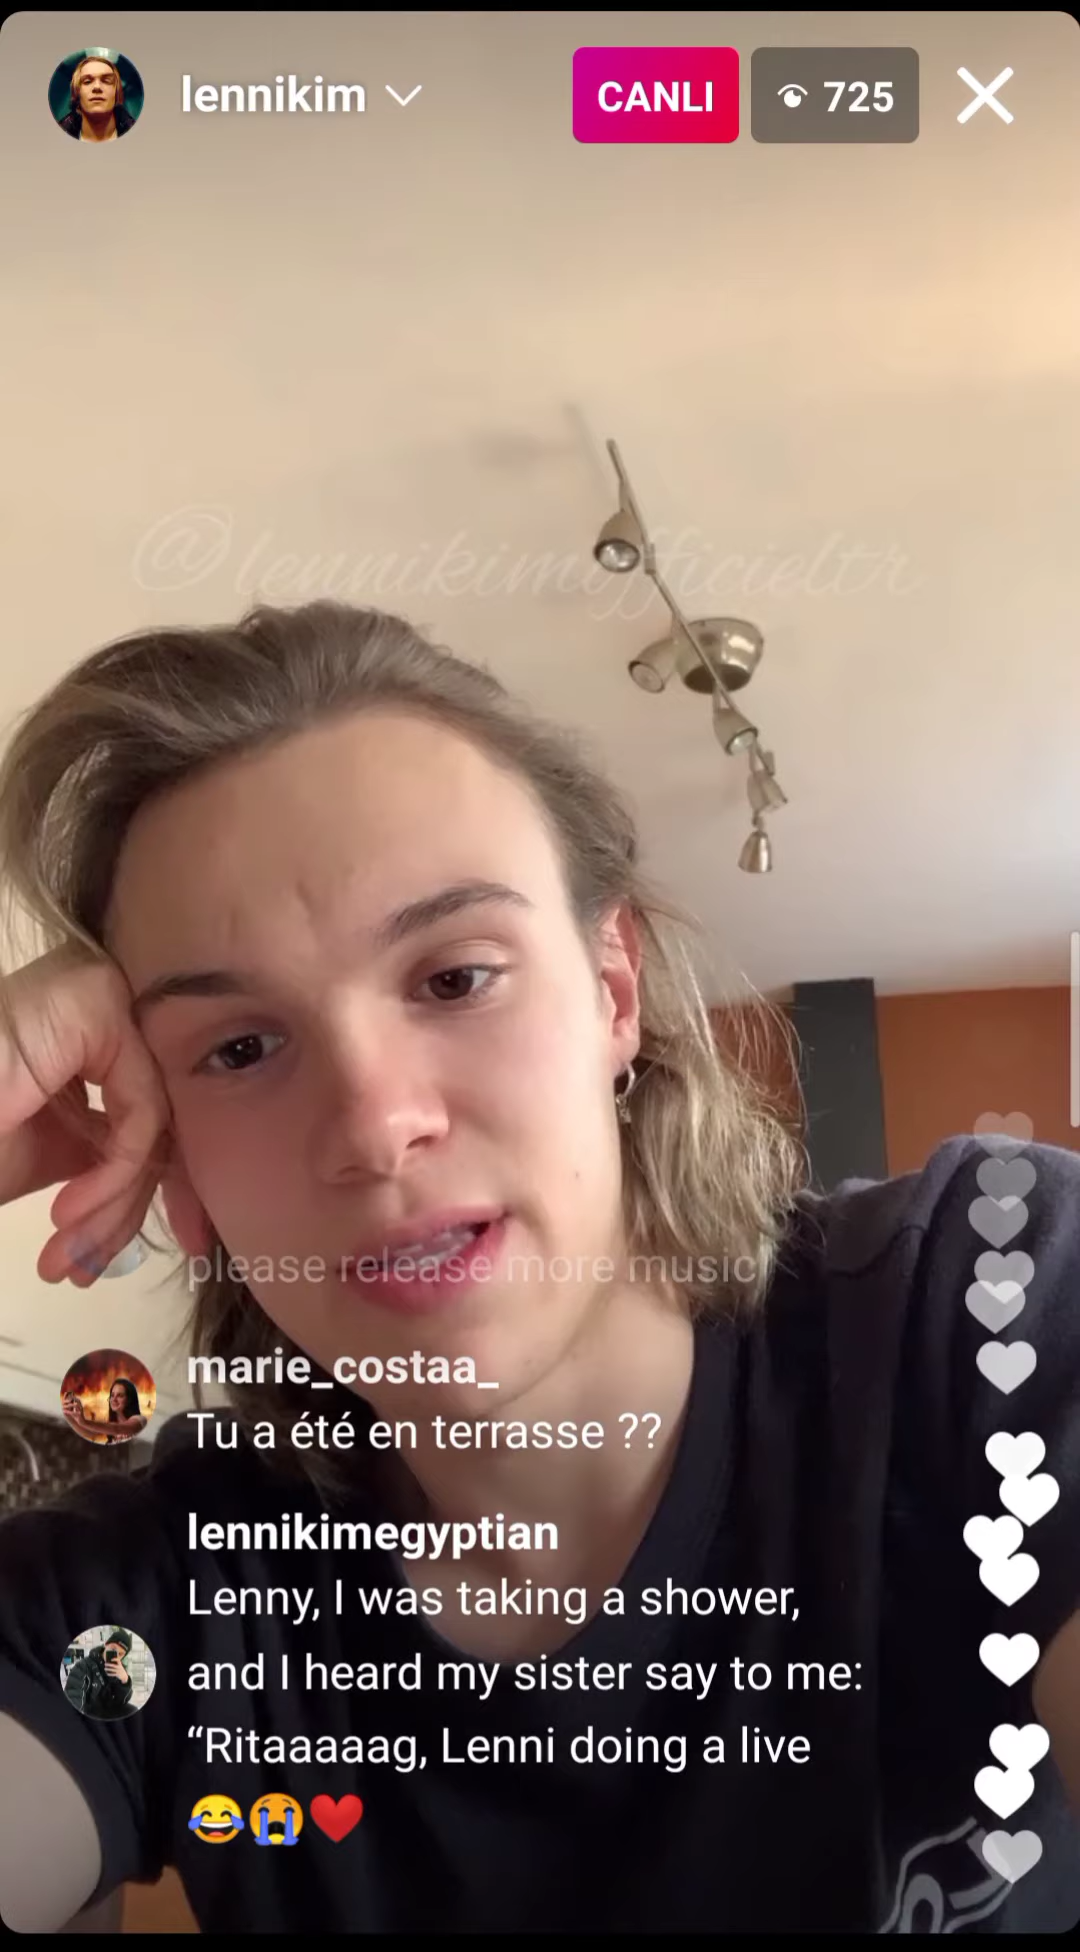 lennikim
CANLI
725
@lennikimofficieltr
please release more music
marie_costaa_
Tu a été en terrasse ??
lennikimegyptian
Lenny, I was taking a shower,
and I heard my sister say to me:
“Ritaaaaag, Lenni doing a live
😂😭❤️